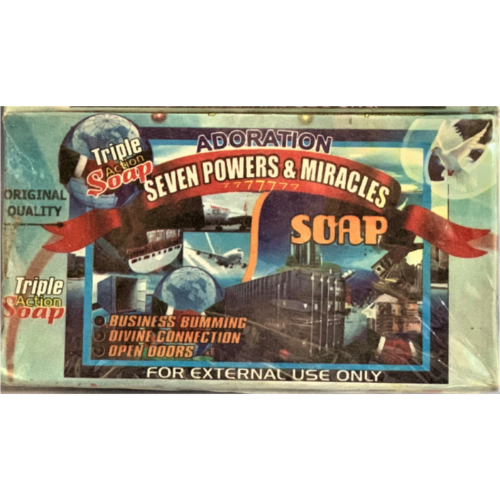 ADORATION
SEVEN POWERS & MIRACLES
7777777
SOAP
Triple
Action
Soap
ORIGINAL
QUALITY
Triple
Action
Soap
BUSINESS BUMMING
DIVINE CONNECTION
OPEN DOORS
FOR EXTERNAL USE ONLY